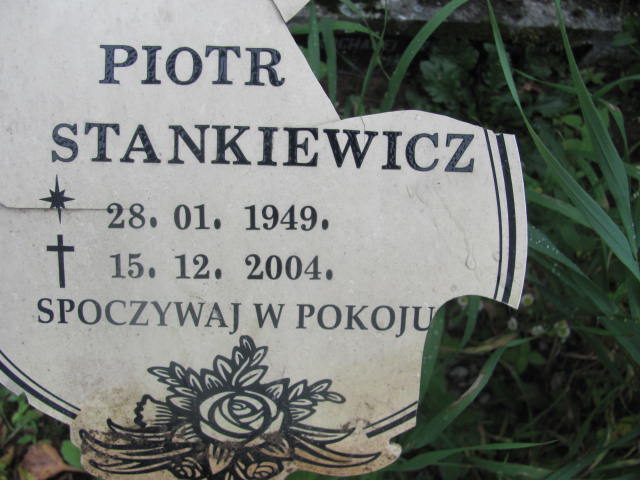 PIOTR
STANKIEWICZ
28. 01. 1949.
15. 12. 2004.
SPOCZYWAJ W POKOJU